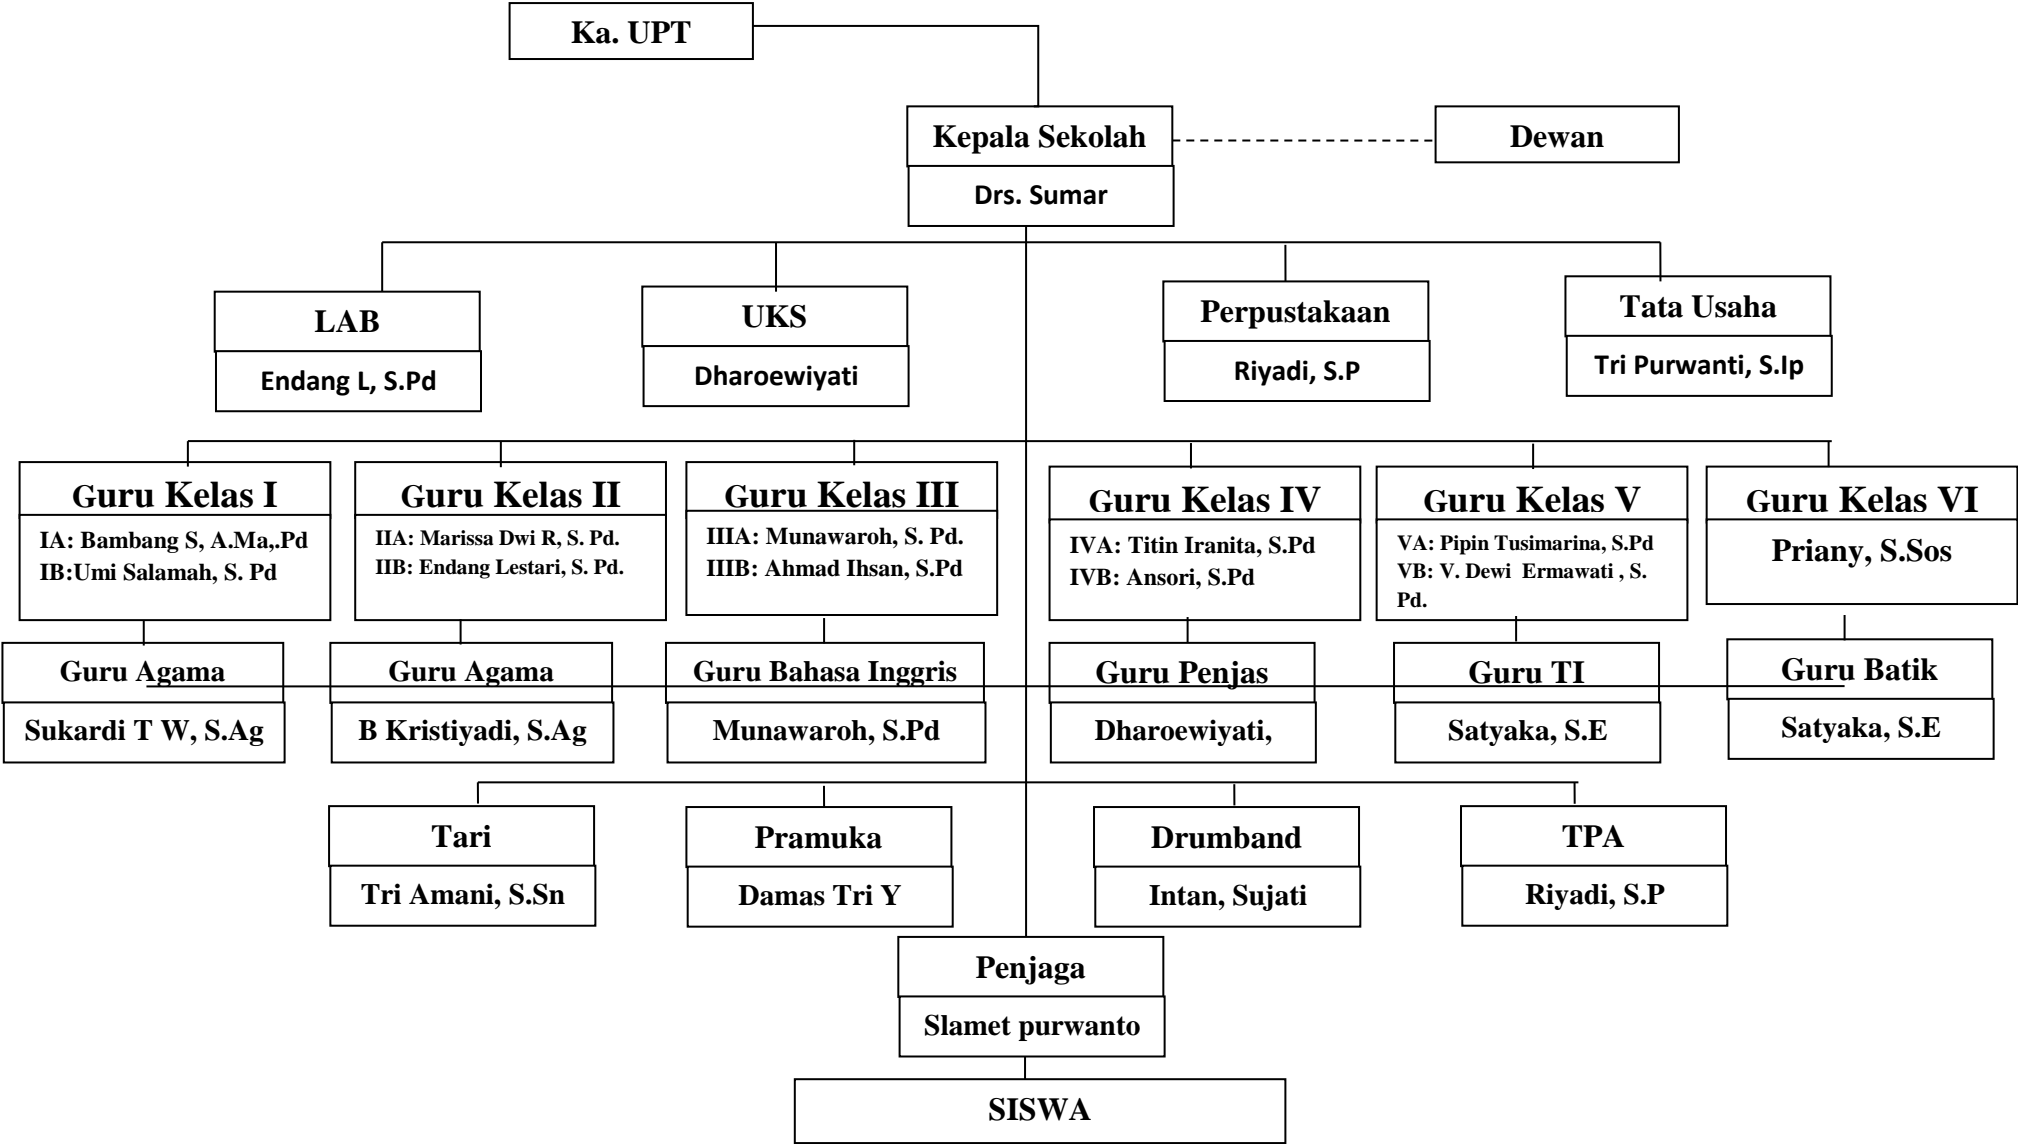 Ka. UPT
Kepala Sekolah
Dewan
Drs. Sumar
LAB
UKS
Perpustakaan
Tata Usaha
Endang L, S.Pd
Dharoewiyati
Riyadi, S.P
Tri Purwanti, S.Ip
Guru Kelas I
IA: Bambang S, A.Ma,.Pd
IB:Umi Salamah, S. Pd
Guru Kelas II
IIA: Marissa Dwi R, S. Pd.
IIB: Endang Lestari, S. Pd.
Guru Kelas III
IIIA: Munawaroh, S. Pd.
IIIB: Ahmad Ihsan, S.Pd
Guru Kelas IV
IVA: Titin Iranita, S.Pd
IVB: Ansori, S.Pd
Guru Kelas V
VA: Pipin Tusimarina, S.Pd
VB: V. Dewi  Ermawati , S.
Pd.
Guru Kelas VI
Priany, S.Sos
Guru Agama
Sukardi T W, S.Ag
Guru Agama
B Kristiyadi, S.Ag
Guru Bahasa Inggris
Munawaroh, S.Pd
Guru Penjas
Dharoewiyati,
Guru TI
Satyaka, S.E
Guru Batik
Satyaka, S.E
Tari
Tri Amani, S.Sn
Pramuka
Damas Tri Y
Drumband
Intan, Sujati
TPA
Riyadi, S.P
Penjaga
Slamet purwanto
SISWA